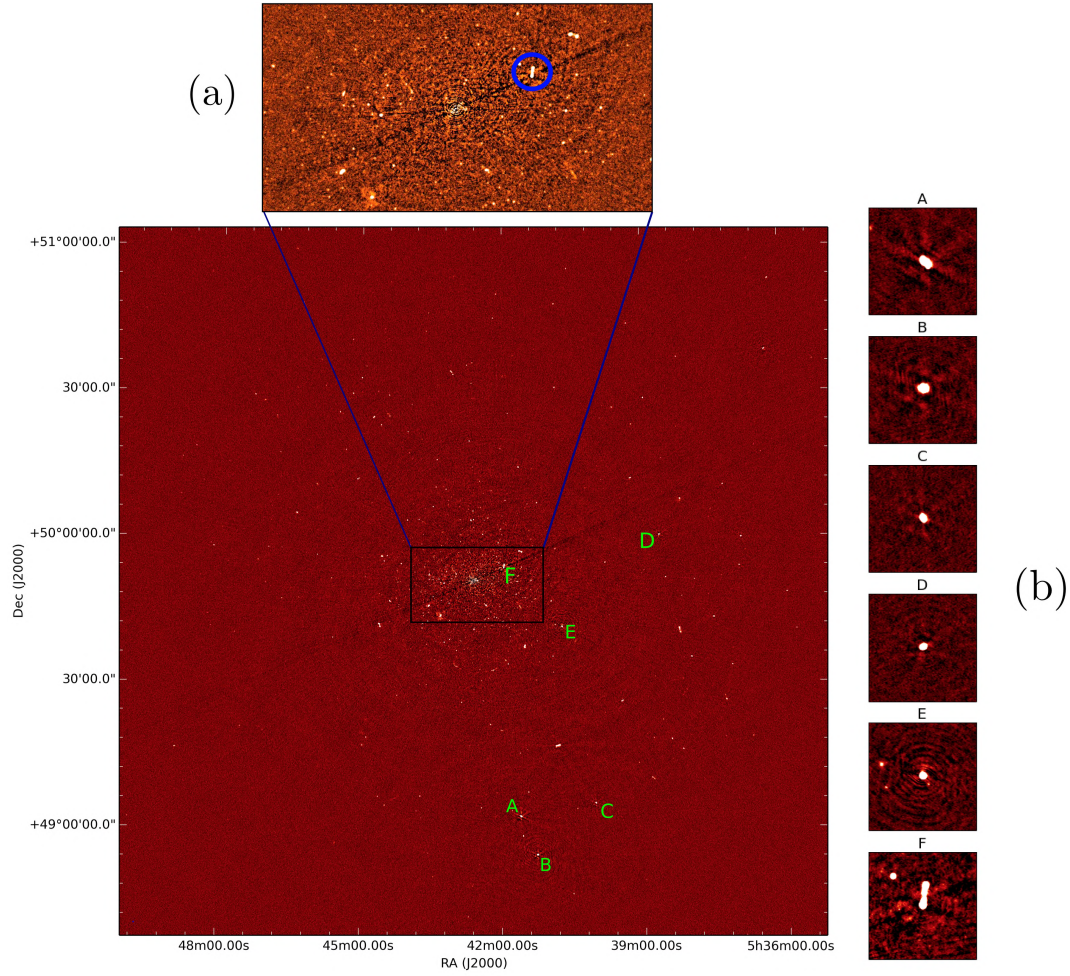 (a)
A
+51°00'00.0"
B
30'00.0"
C
+50°00'00.0"
D
F
D
Dec (J2000)
(b)
E
30'00.0"
E
A
C
+49°00'00.0"
F
B
48m00.00s
45m00.00s
42m00.00s
39m00.00s
5h36m00.00s
RA (J2000)